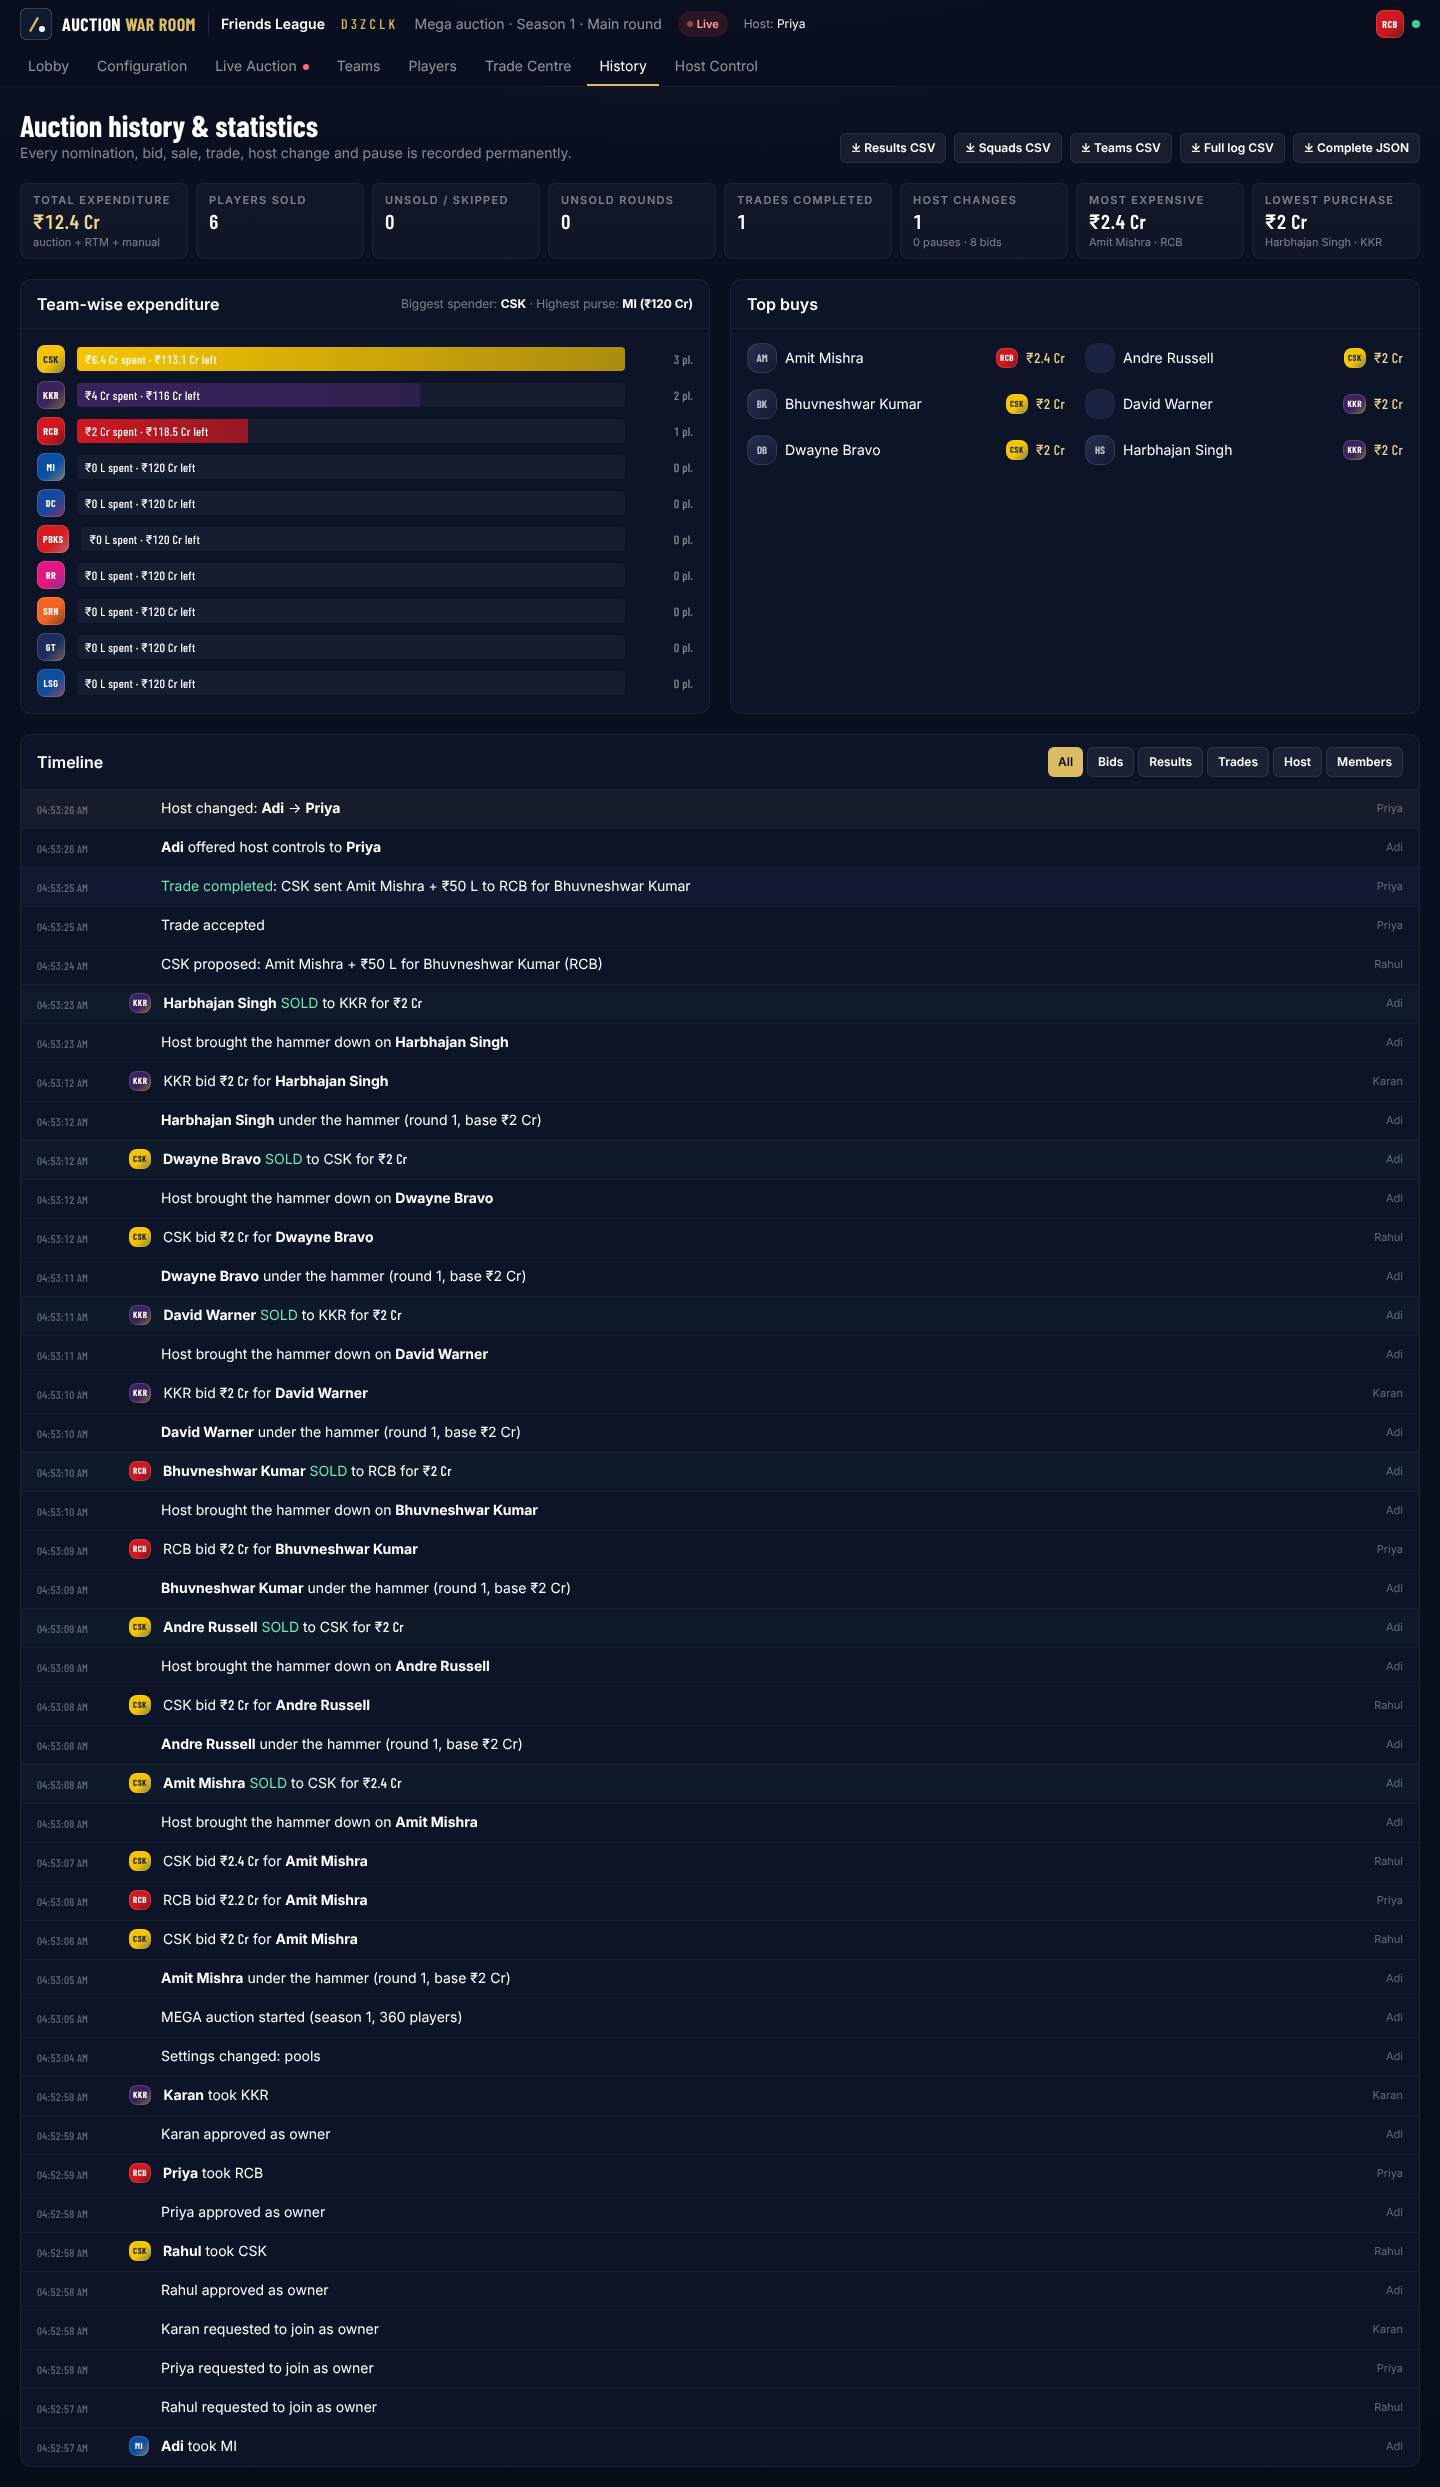 AUCTION WAR ROOM
Friends League
D3ZCLK
Mega auction · Season 1 · Main round
Live
Host: Priya
RCB
Lobby
Configuration
Live Auction
Teams
Players
Trade Centre
History
Host Control
Auction history & statistics
Every nomination, bid, sale, trade, host change and pause is recorded permanently.
Results CSV
Squads CSV
Teams CSV
Full log CSV
Complete JSON
TOTAL EXPENDITURE
₹12.4 Cr
auction + RTM + manual
PLAYERS SOLD
6
UNSOLD / SKIPPED
0
UNSOLD ROUNDS
0
TRADES COMPLETED
1
HOST CHANGES
1
0 pauses · 8 bids
MOST EXPENSIVE
₹2.4 Cr
Amit Mishra · RCB
LOWEST PURCHASE
₹2 Cr
Harbhajan Singh · KKR
Team-wise expenditure
Biggest spender: CSK · Highest purse: MI (₹120 Cr)
CSK ₹6.4 Cr spent · ₹113.1 Cr left 3 pl.
KKR ₹4 Cr spent · ₹116 Cr left 2 pl.
RCB ₹2 Cr spent · ₹118.5 Cr left 1 pl.
MI ₹0 L spent · ₹120 Cr left 0 pl.
DC ₹0 L spent · ₹120 Cr left 0 pl.
PBKS ₹0 L spent · ₹120 Cr left 0 pl.
RR ₹0 L spent · ₹120 Cr left 0 pl.
SRH ₹0 L spent · ₹120 Cr left 0 pl.
GT ₹0 L spent · ₹120 Cr left 0 pl.
LSG ₹0 L spent · ₹120 Cr left 0 pl.
Top buys
AM Amit Mishra RCB ₹2.4 Cr
Andre Russell CSK ₹2 Cr
BK Bhuvneshwar Kumar CSK ₹2 Cr
David Warner KKR ₹2 Cr
DB Dwayne Bravo CSK ₹2 Cr
HS Harbhajan Singh KKR ₹2 Cr
Timeline
All
Bids
Results
Trades
Host
Members
04:53:26 AM Host changed: Adi → Priya Priya
04:53:26 AM Adi offered host controls to Priya Adi
04:53:25 AM Trade completed: CSK sent Amit Mishra + ₹50 L to RCB for Bhuvneshwar Kumar Priya
04:53:25 AM Trade accepted Priya
04:53:24 AM CSK proposed: Amit Mishra + ₹50 L for Bhuvneshwar Kumar (RCB) Rahul
04:53:23 AM KKR Harbhajan Singh SOLD to KKR for ₹2 Cr Adi
04:53:23 AM Host brought the hammer down on Harbhajan Singh Adi
04:53:12 AM KKR KKR bid ₹2 Cr for Harbhajan Singh Karan
04:53:12 AM Harbhajan Singh under the hammer (round 1, base ₹2 Cr) Adi
04:53:12 AM CSK Dwayne Bravo SOLD to CSK for ₹2 Cr Adi
04:53:12 AM Host brought the hammer down on Dwayne Bravo Adi
04:53:12 AM CSK CSK bid ₹2 Cr for Dwayne Bravo Rahul
04:53:11 AM Dwayne Bravo under the hammer (round 1, base ₹2 Cr) Adi
04:53:11 AM KKR David Warner SOLD to KKR for ₹2 Cr Adi
04:53:11 AM Host brought the hammer down on David Warner Adi
04:53:10 AM KKR KKR bid ₹2 Cr for David Warner Karan
04:53:10 AM David Warner under the hammer (round 1, base ₹2 Cr) Adi
04:53:10 AM RCB Bhuvneshwar Kumar SOLD to RCB for ₹2 Cr Adi
04:53:10 AM Host brought the hammer down on Bhuvneshwar Kumar Adi
04:53:09 AM RCB RCB bid ₹2 Cr for Bhuvneshwar Kumar Priya
04:53:09 AM Bhuvneshwar Kumar under the hammer (round 1, base ₹2 Cr) Adi
04:53:09 AM CSK Andre Russell SOLD to CSK for ₹2 Cr Adi
04:53:09 AM Host brought the hammer down on Andre Russell Adi
04:53:08 AM CSK CSK bid ₹2 Cr for Andre Russell Rahul
04:53:08 AM Andre Russell under the hammer (round 1, base ₹2 Cr) Adi
04:53:08 AM CSK Amit Mishra SOLD to CSK for ₹2.4 Cr Adi
04:53:08 AM Host brought the hammer down on Amit Mishra Adi
04:53:07 AM CSK CSK bid ₹2.4 Cr for Amit Mishra Rahul
04:53:06 AM RCB RCB bid ₹2.2 Cr for Amit Mishra Priya
04:53:06 AM CSK CSK bid ₹2 Cr for Amit Mishra Rahul
04:53:05 AM Amit Mishra under the hammer (round 1, base ₹2 Cr) Adi
04:53:05 AM MEGA auction started (season 1, 360 players) Adi
04:53:04 AM Settings changed: pools Adi
04:52:59 AM KKR Karan took KKR Karan
04:52:59 AM Karan approved as owner Adi
04:52:59 AM RCB Priya took RCB Priya
04:52:58 AM Priya approved as owner Adi
04:52:58 AM CSK Rahul took CSK Rahul
04:52:58 AM Rahul approved as owner Adi
04:52:58 AM Karan requested to join as owner Karan
04:52:58 AM Priya requested to join as owner Priya
04:52:57 AM Rahul requested to join as owner Rahul
04:52:57 AM MI Adi took MI Adi